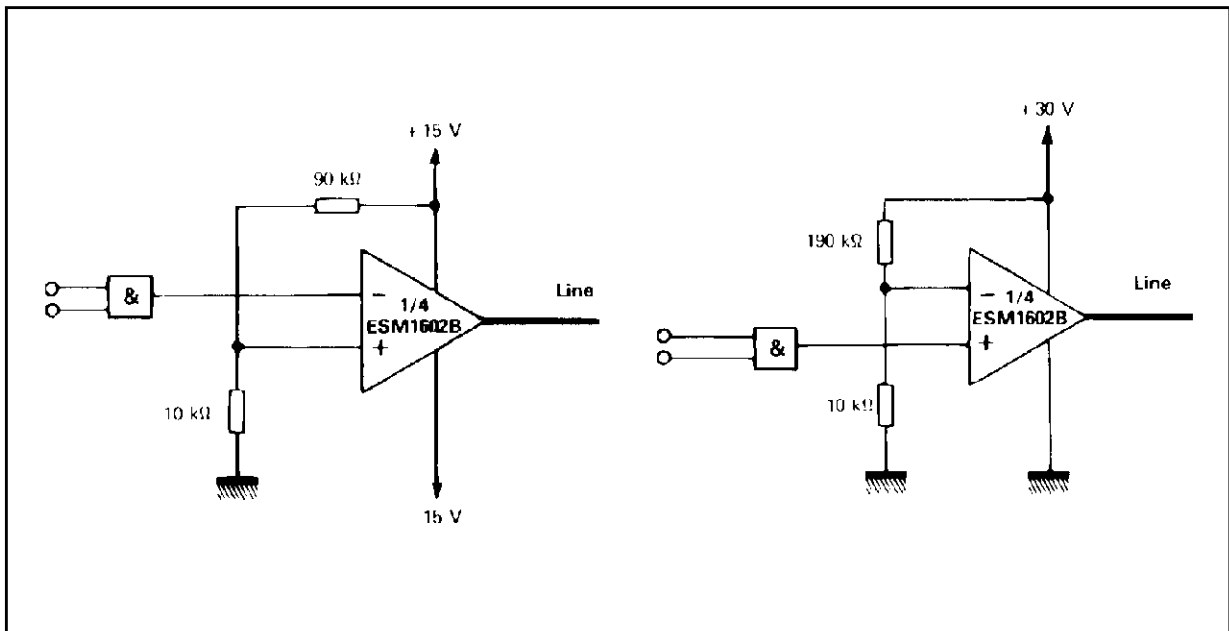 + 15 V
90 kΩ
&
−
1/4
ESM1602B
+
Line
10 kΩ
15 V
+ 30 V
190 kΩ
&
−
1/4
ESM1602B
+
Line
10 kΩ